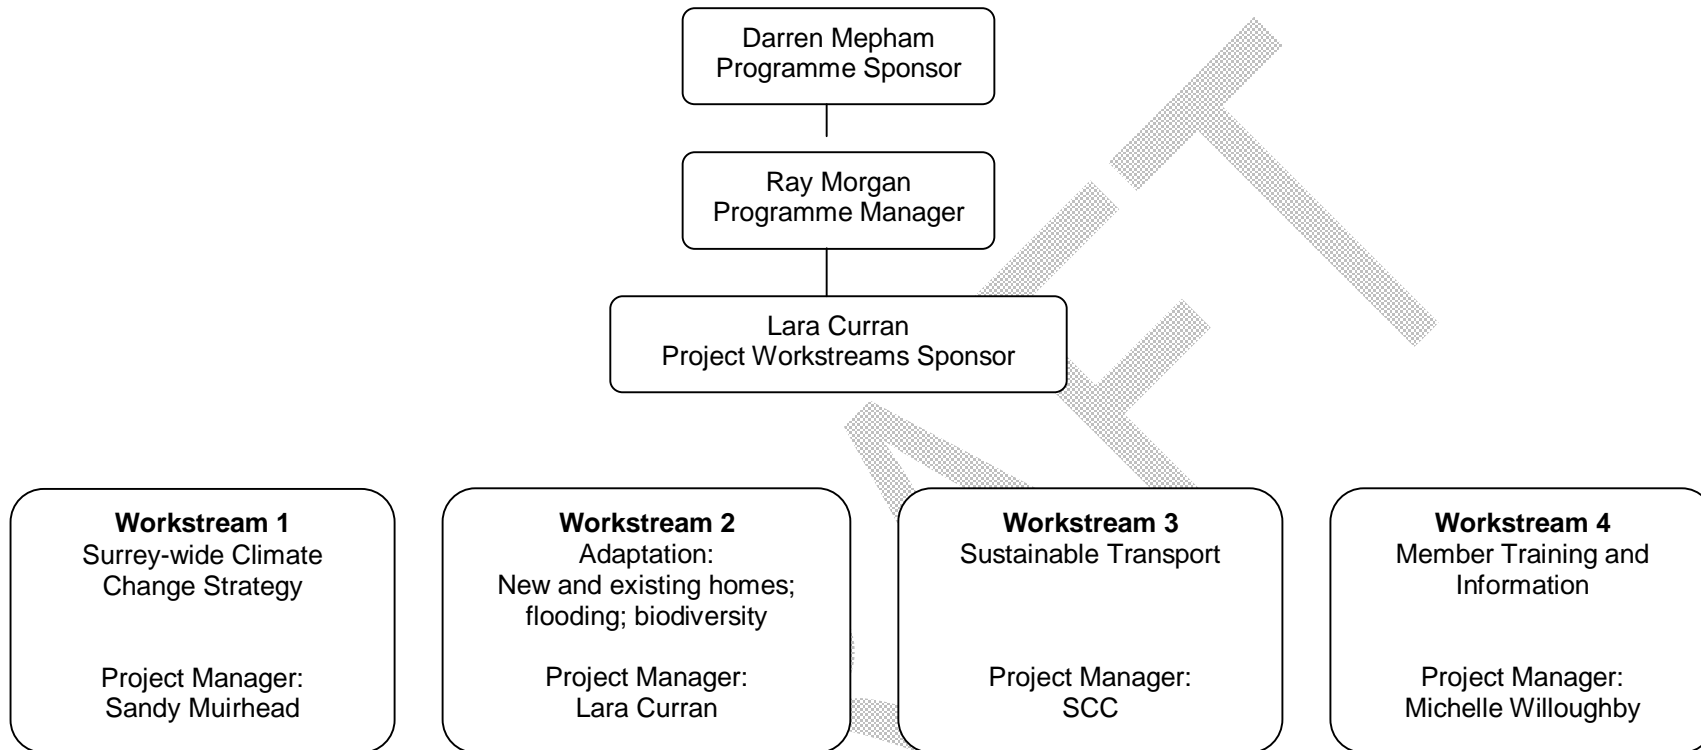 Darren Mepham
Programme Sponsor
Ray Morgan
Programme Manager
Lara Curran
Project Workstreams Sponsor
Workstream 1
Surrey-wide Climate
Change Strategy
Project Manager:
Sandy Muirhead
Workstream 2
Adaptation:
New and existing homes;
flooding; biodiversity
Project Manager:
Lara Curran
Workstream 3
Sustainable Transport
Project Manager:
SCC
Workstream 4
Member Training and
Information
Project Manager:
Michelle Willoughby